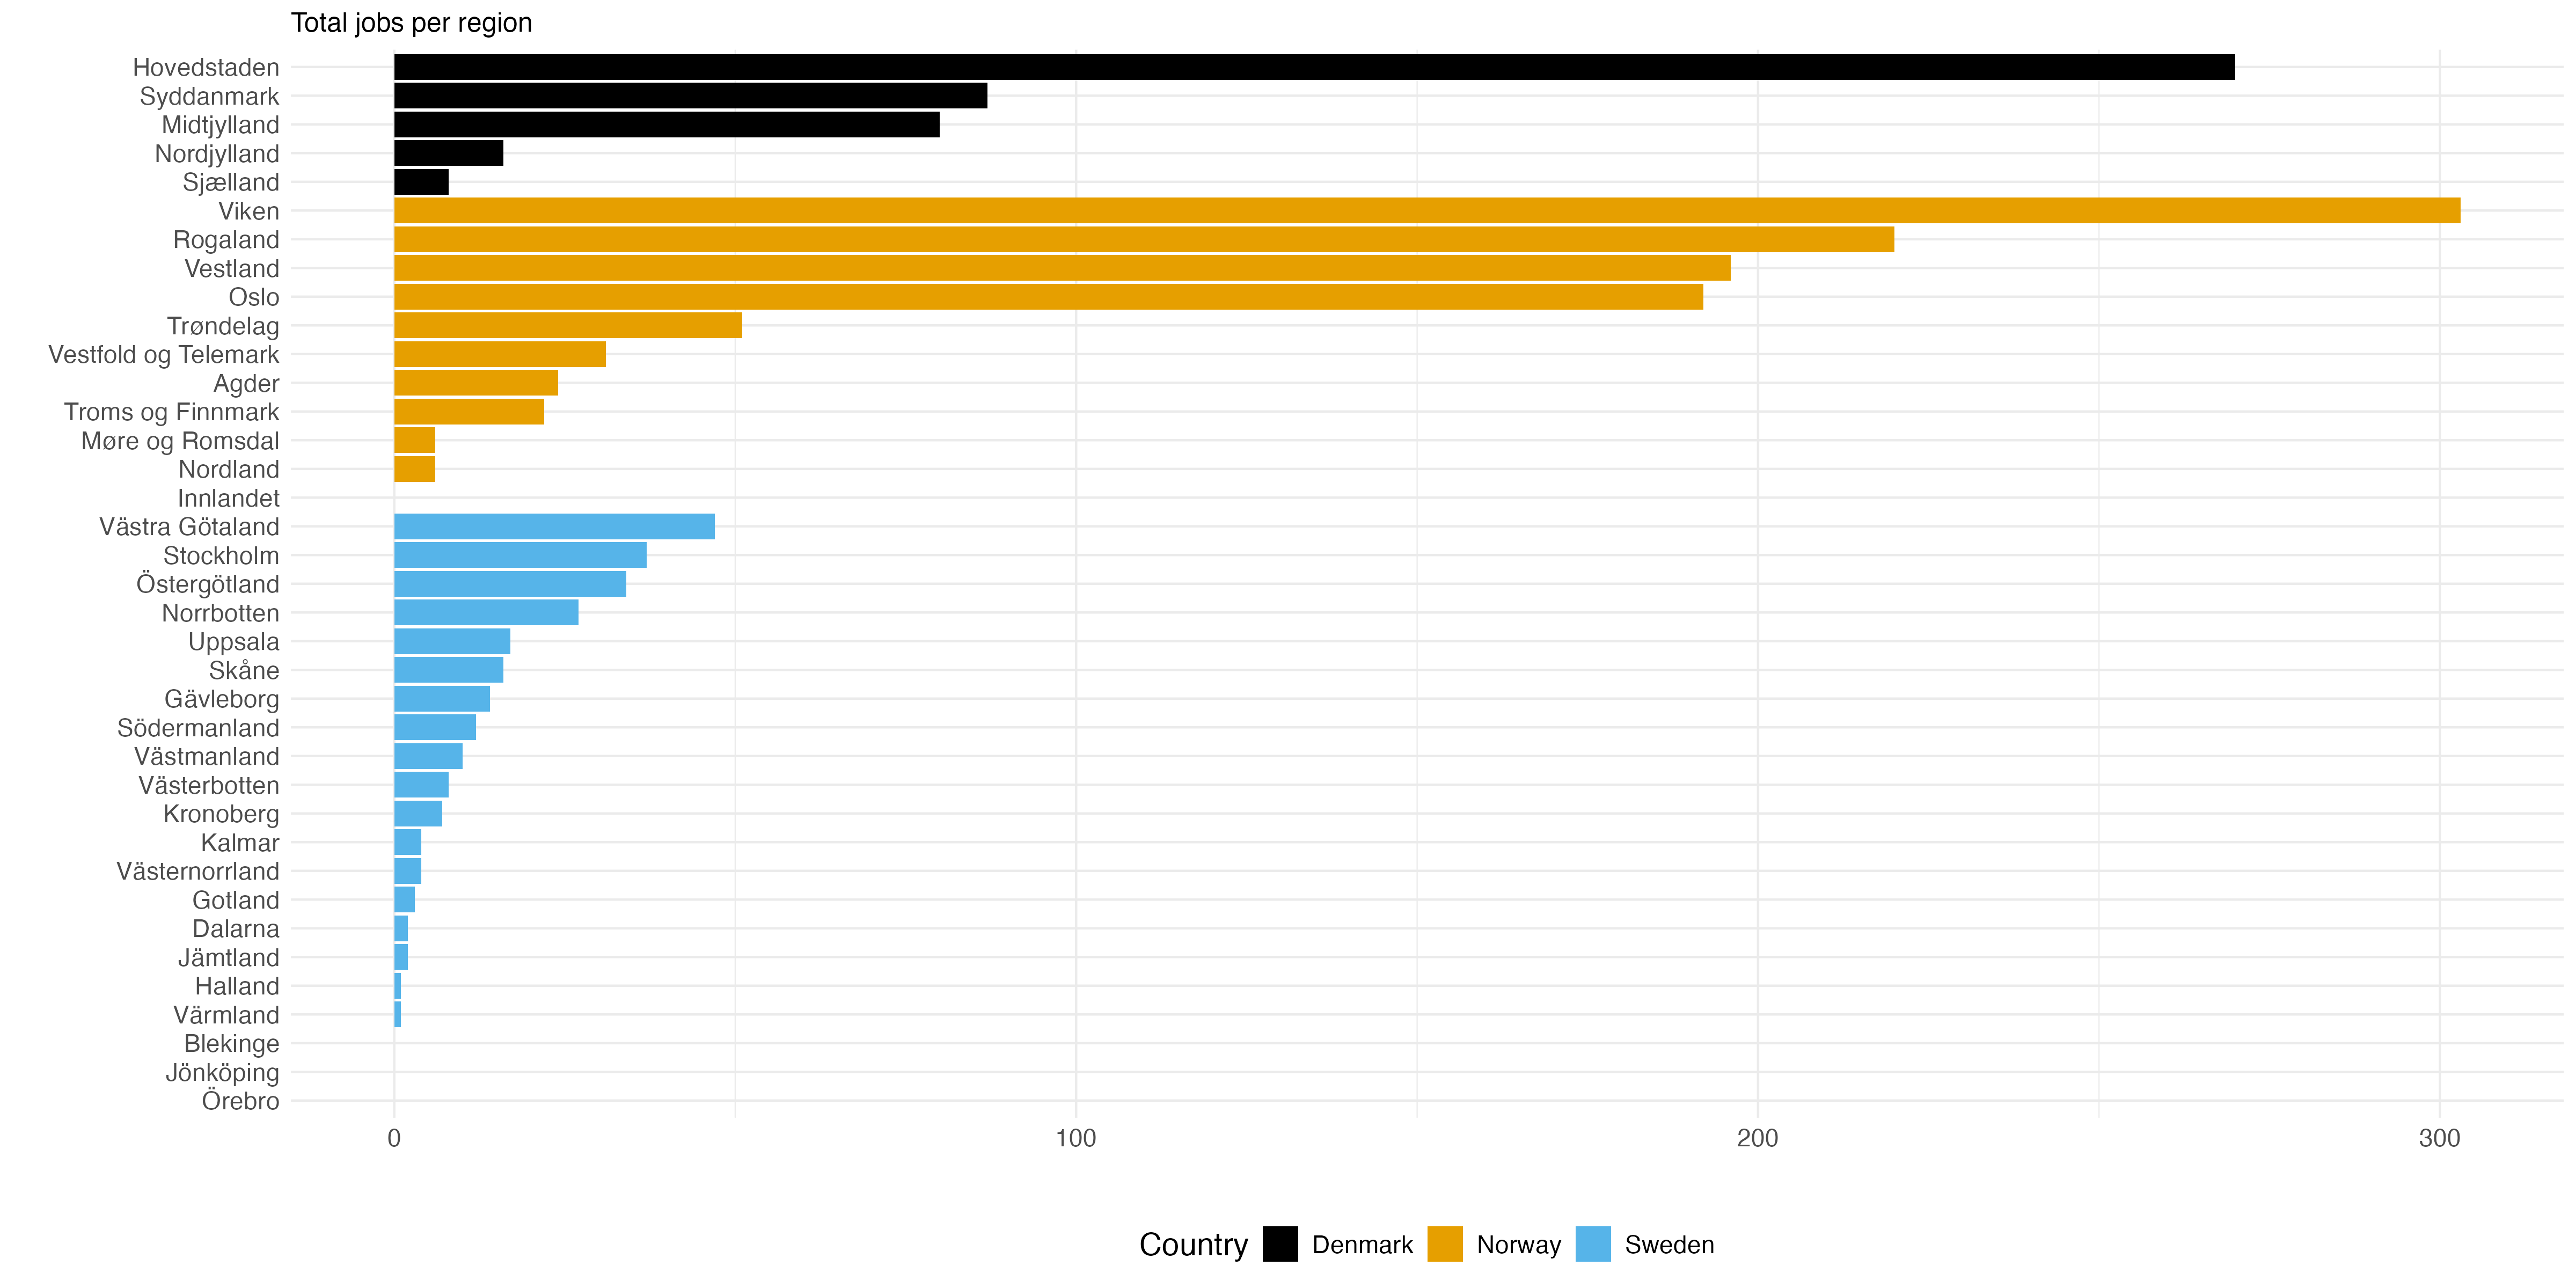 Total jobs per region
Hovedstaden
Syddanmark
Midtjylland
Nordjylland
Sjælland
Viken
Rogaland
Vestland
Oslo
Trøndelag
Vestfold og Telemark
Agder
Troms og Finnmark
Møre og Romsdal
Nordland
Innlandet
Västra Götaland
Stockholm
Östergötland
Norrbotten
Uppsala
Skåne
Gävleborg
Södermanland
Västmanland
Västerbotten
Kronoberg
Kalmar
Västernorrland
Gotland
Dalarna
Jämtland
Halland
Värmland
Blekinge
Jönköping
Örebro
0 100 200 300
Country Denmark Norway Sweden